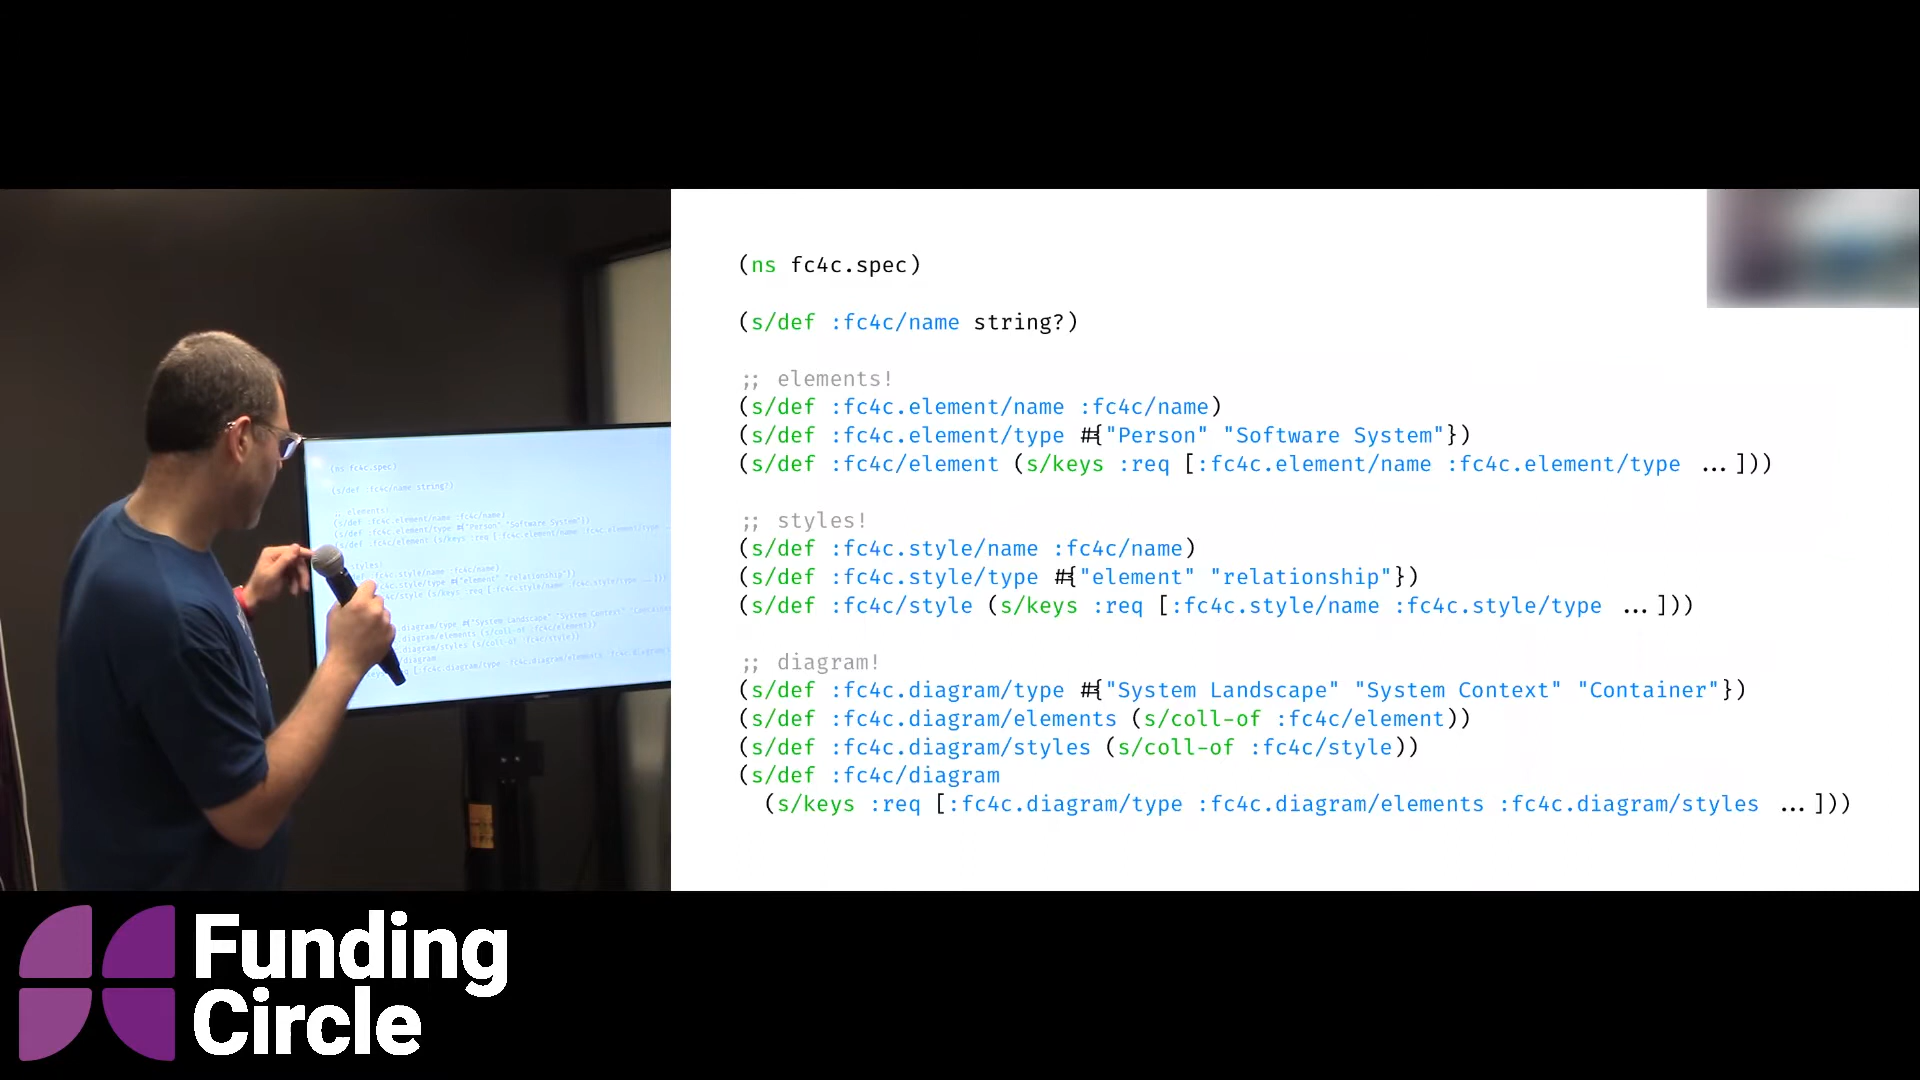 (ns fc4c.spec)
(s/def :fc4c/name string?)
;; elements!
(s/def :fc4c.element/name :fc4c/name)
(s/def :fc4c.element/type #{"Person" "Software System"})
(s/def :fc4c/element (s/keys :req [:fc4c.element/name :fc4c.element/type ...]))
;; styles!
(s/def :fc4c.style/name :fc4c/name)
(s/def :fc4c.style/type #{"element" "relationship"})
(s/def :fc4c/style (s/keys :req [:fc4c.style/name :fc4c.style/type ...]))
;; diagram!
(s/def :fc4c.diagram/type #{"System Landscape" "System Context" "Container"})
(s/def :fc4c.diagram/elements (s/coll-of :fc4c/element))
(s/def :fc4c.diagram/styles (s/coll-of :fc4c/style))
(s/def :fc4c/diagram
(s/keys :req [:fc4c.diagram/type :fc4c.diagram/elements :fc4c.diagram/styles ...]))
Funding
Circle